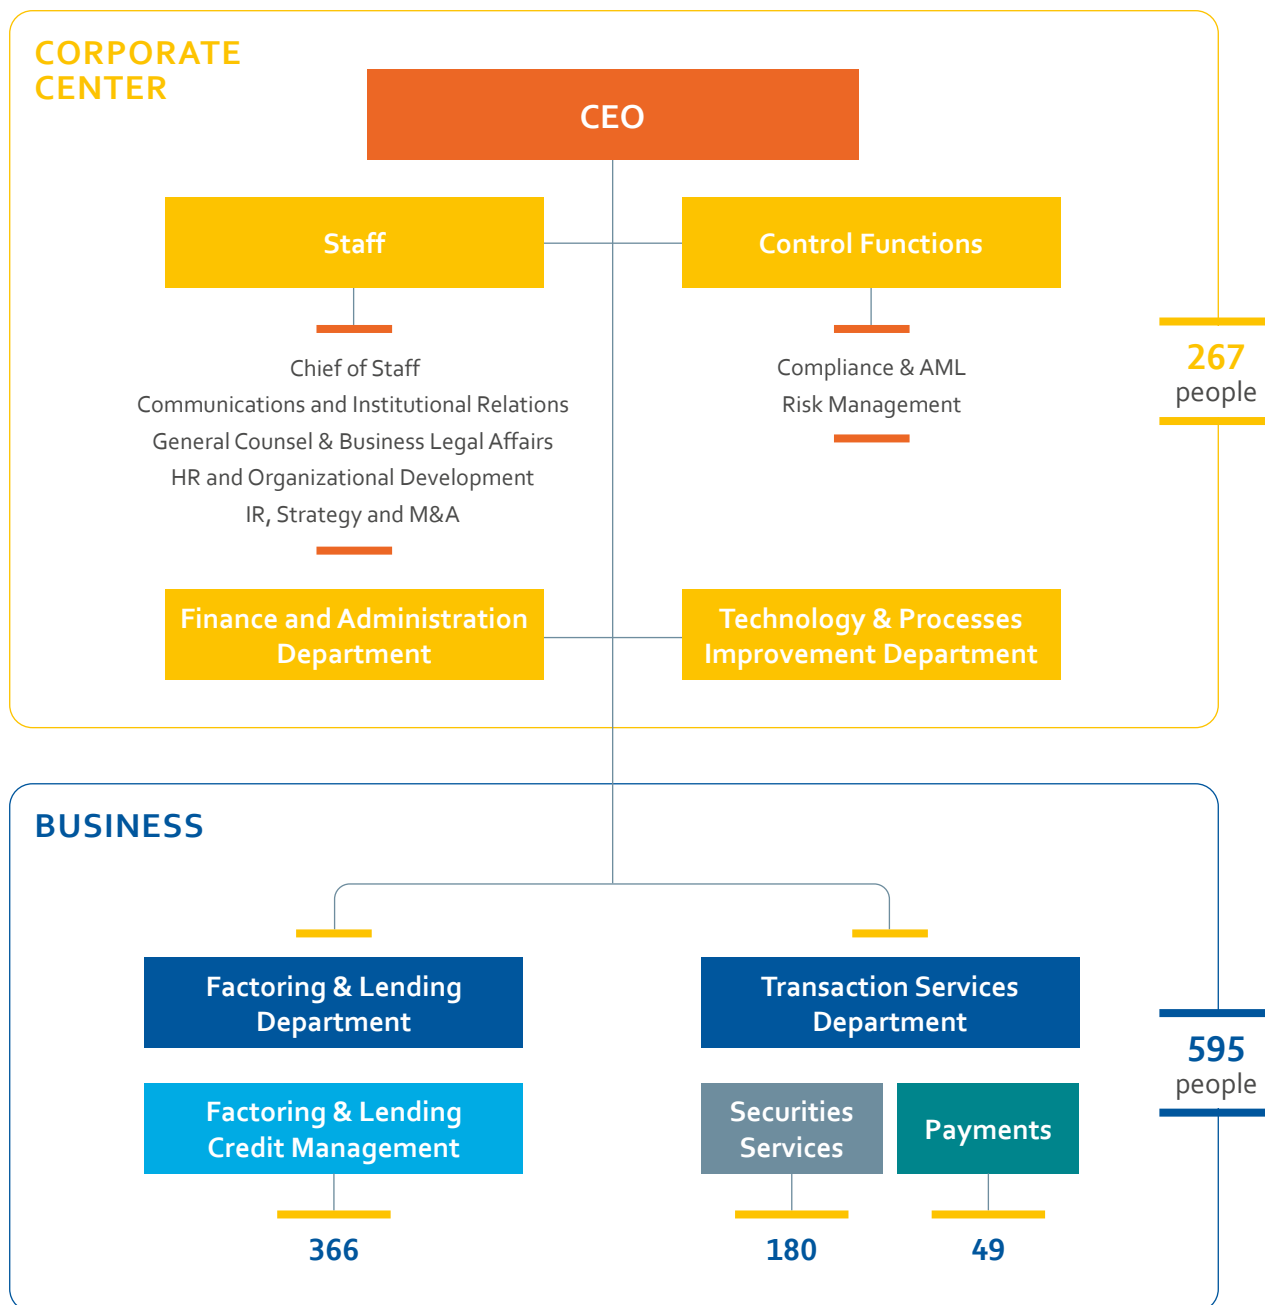 CORPORATE
CENTER
CEO
Staff
Control Functions
Chief of Staff
Communications and Institutional Relations
General Counsel & Business Legal Affairs
HR and Organizational Development
IR, Strategy and M&A
Compliance & AML
Risk Management
267
people
Finance and Administration
Department
Technology & Processes
Improvement Department
BUSINESS
Factoring & Lending
Department
Transaction Services
Department
595
people
Factoring & Lending
Credit Management
Securities
Services
Payments
366
180
49